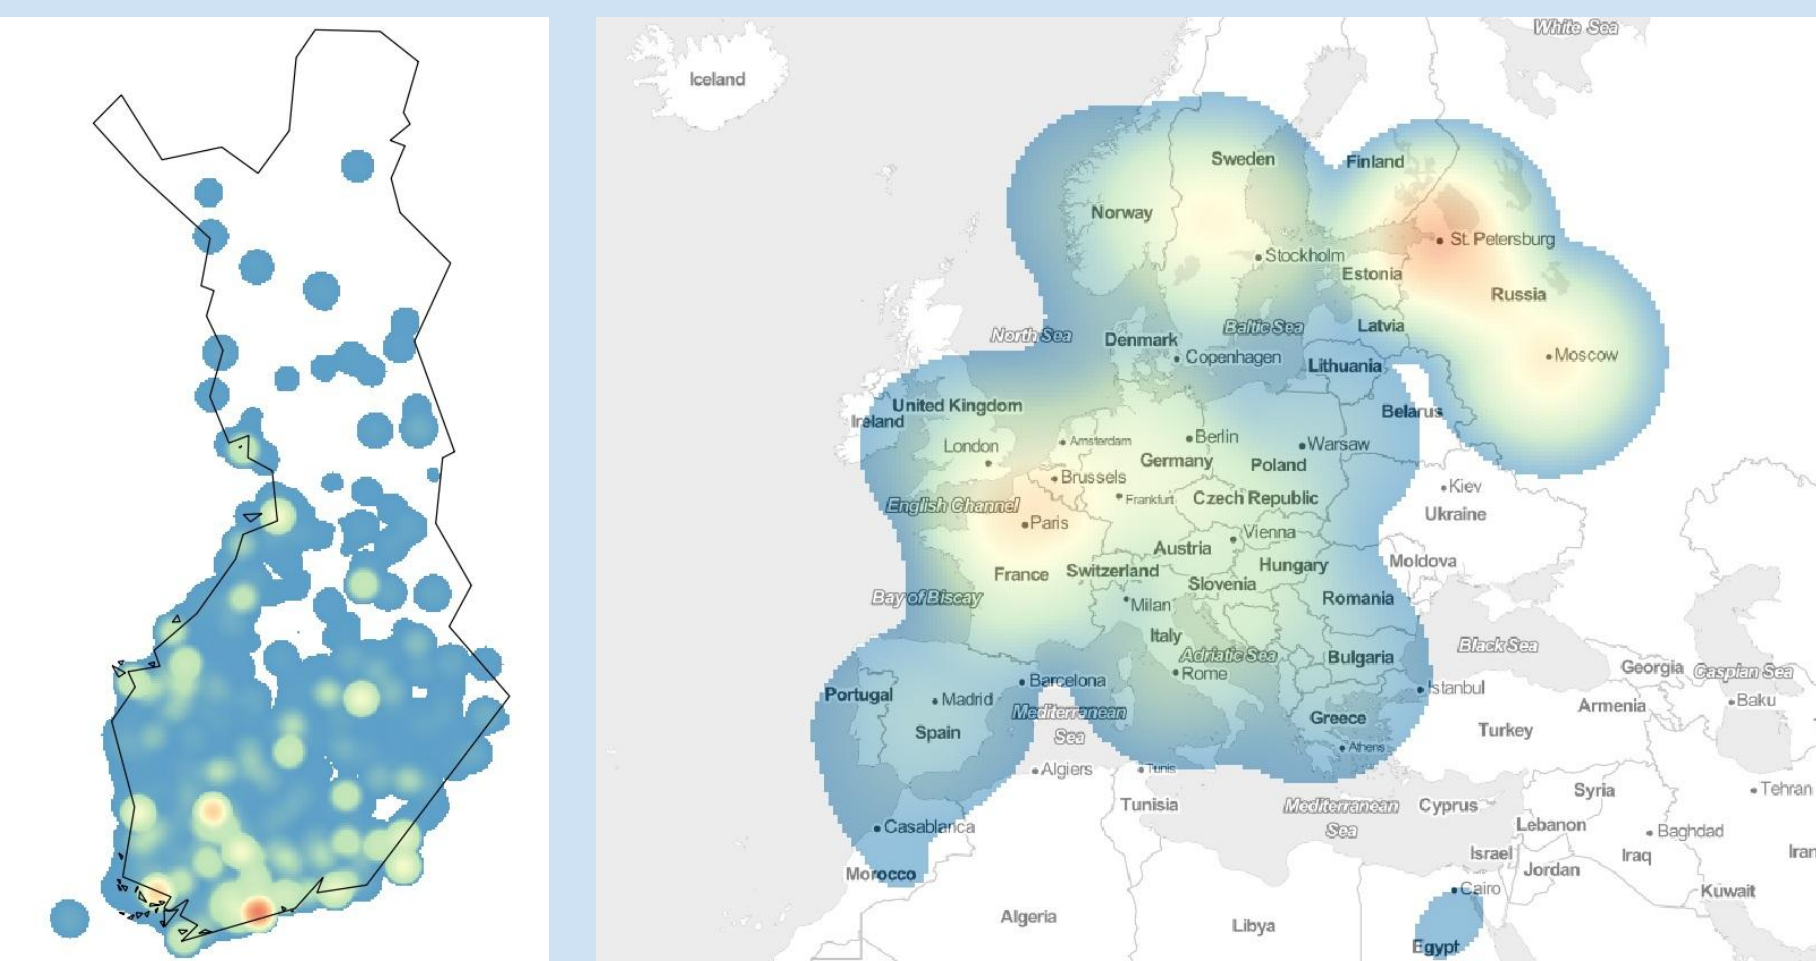 White Sea
Iceland
Sweden
Finland
Norway
St. Petersburg
Stockholm
Estonia
Russia
North Sea
Baltic Sea
Latvia
Denmark
Copenhagen
Moscow
Lithuania
United Kingdom
Ireland
Belarus
London
Amsterdam
Berlin
Warsaw
Germany
Poland
Brussels
Kiev
English Channel
Frankfurt
Czech Republic
Ukraine
Paris
Vienna
Austria
Moldova
France
Switzerland
Hungary
Slovenia
Bay of Biscay
Milan
Romania
Italy
Black Sea
Adriatic Sea
Bulgaria
Georgia
Caspian Sea
Rome
Barcelona
Istanbul
Portugal
Madrid
Armenia
Baku
Mediterranean
Sea
Greece
Spain
Turkey
Athens
Algiers
Tunis
Syria
Tehran
Tunisia
Mediterranean
Sea
Cyprus
Lebanon
Casablanca
Baghdad
Israel
Iraq
Iran
Jordan
Morocco
Cairo
Kuwait
Algeria
Libya
Egypt